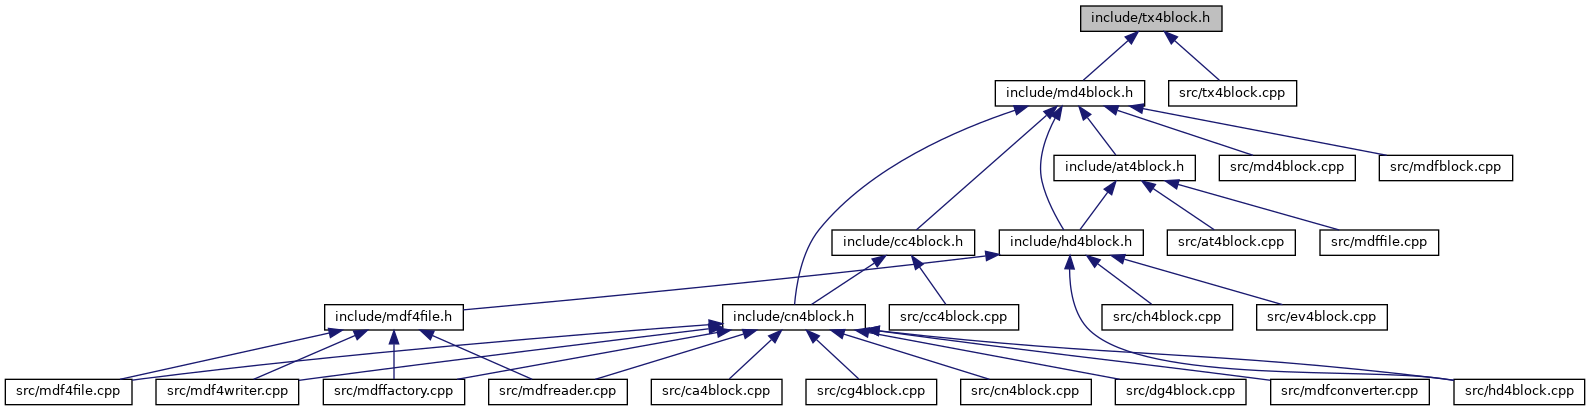 include/tx4block.h
include/md4block.h
src/tx4block.cpp
include/at4block.h
src/md4block.cpp
src/mdfblock.cpp
include/cc4block.h
include/hd4block.h
src/at4block.cpp
src/mdffile.cpp
include/mdf4file.h
include/cn4block.h
src/cc4block.cpp
src/ch4block.cpp
src/ev4block.cpp
src/mdf4file.cpp
src/mdf4writer.cpp
src/mdffactory.cpp
src/mdfreader.cpp
src/ca4block.cpp
src/cg4block.cpp
src/cn4block.cpp
src/dg4block.cpp
src/mdfconverter.cpp
src/hd4block.cpp